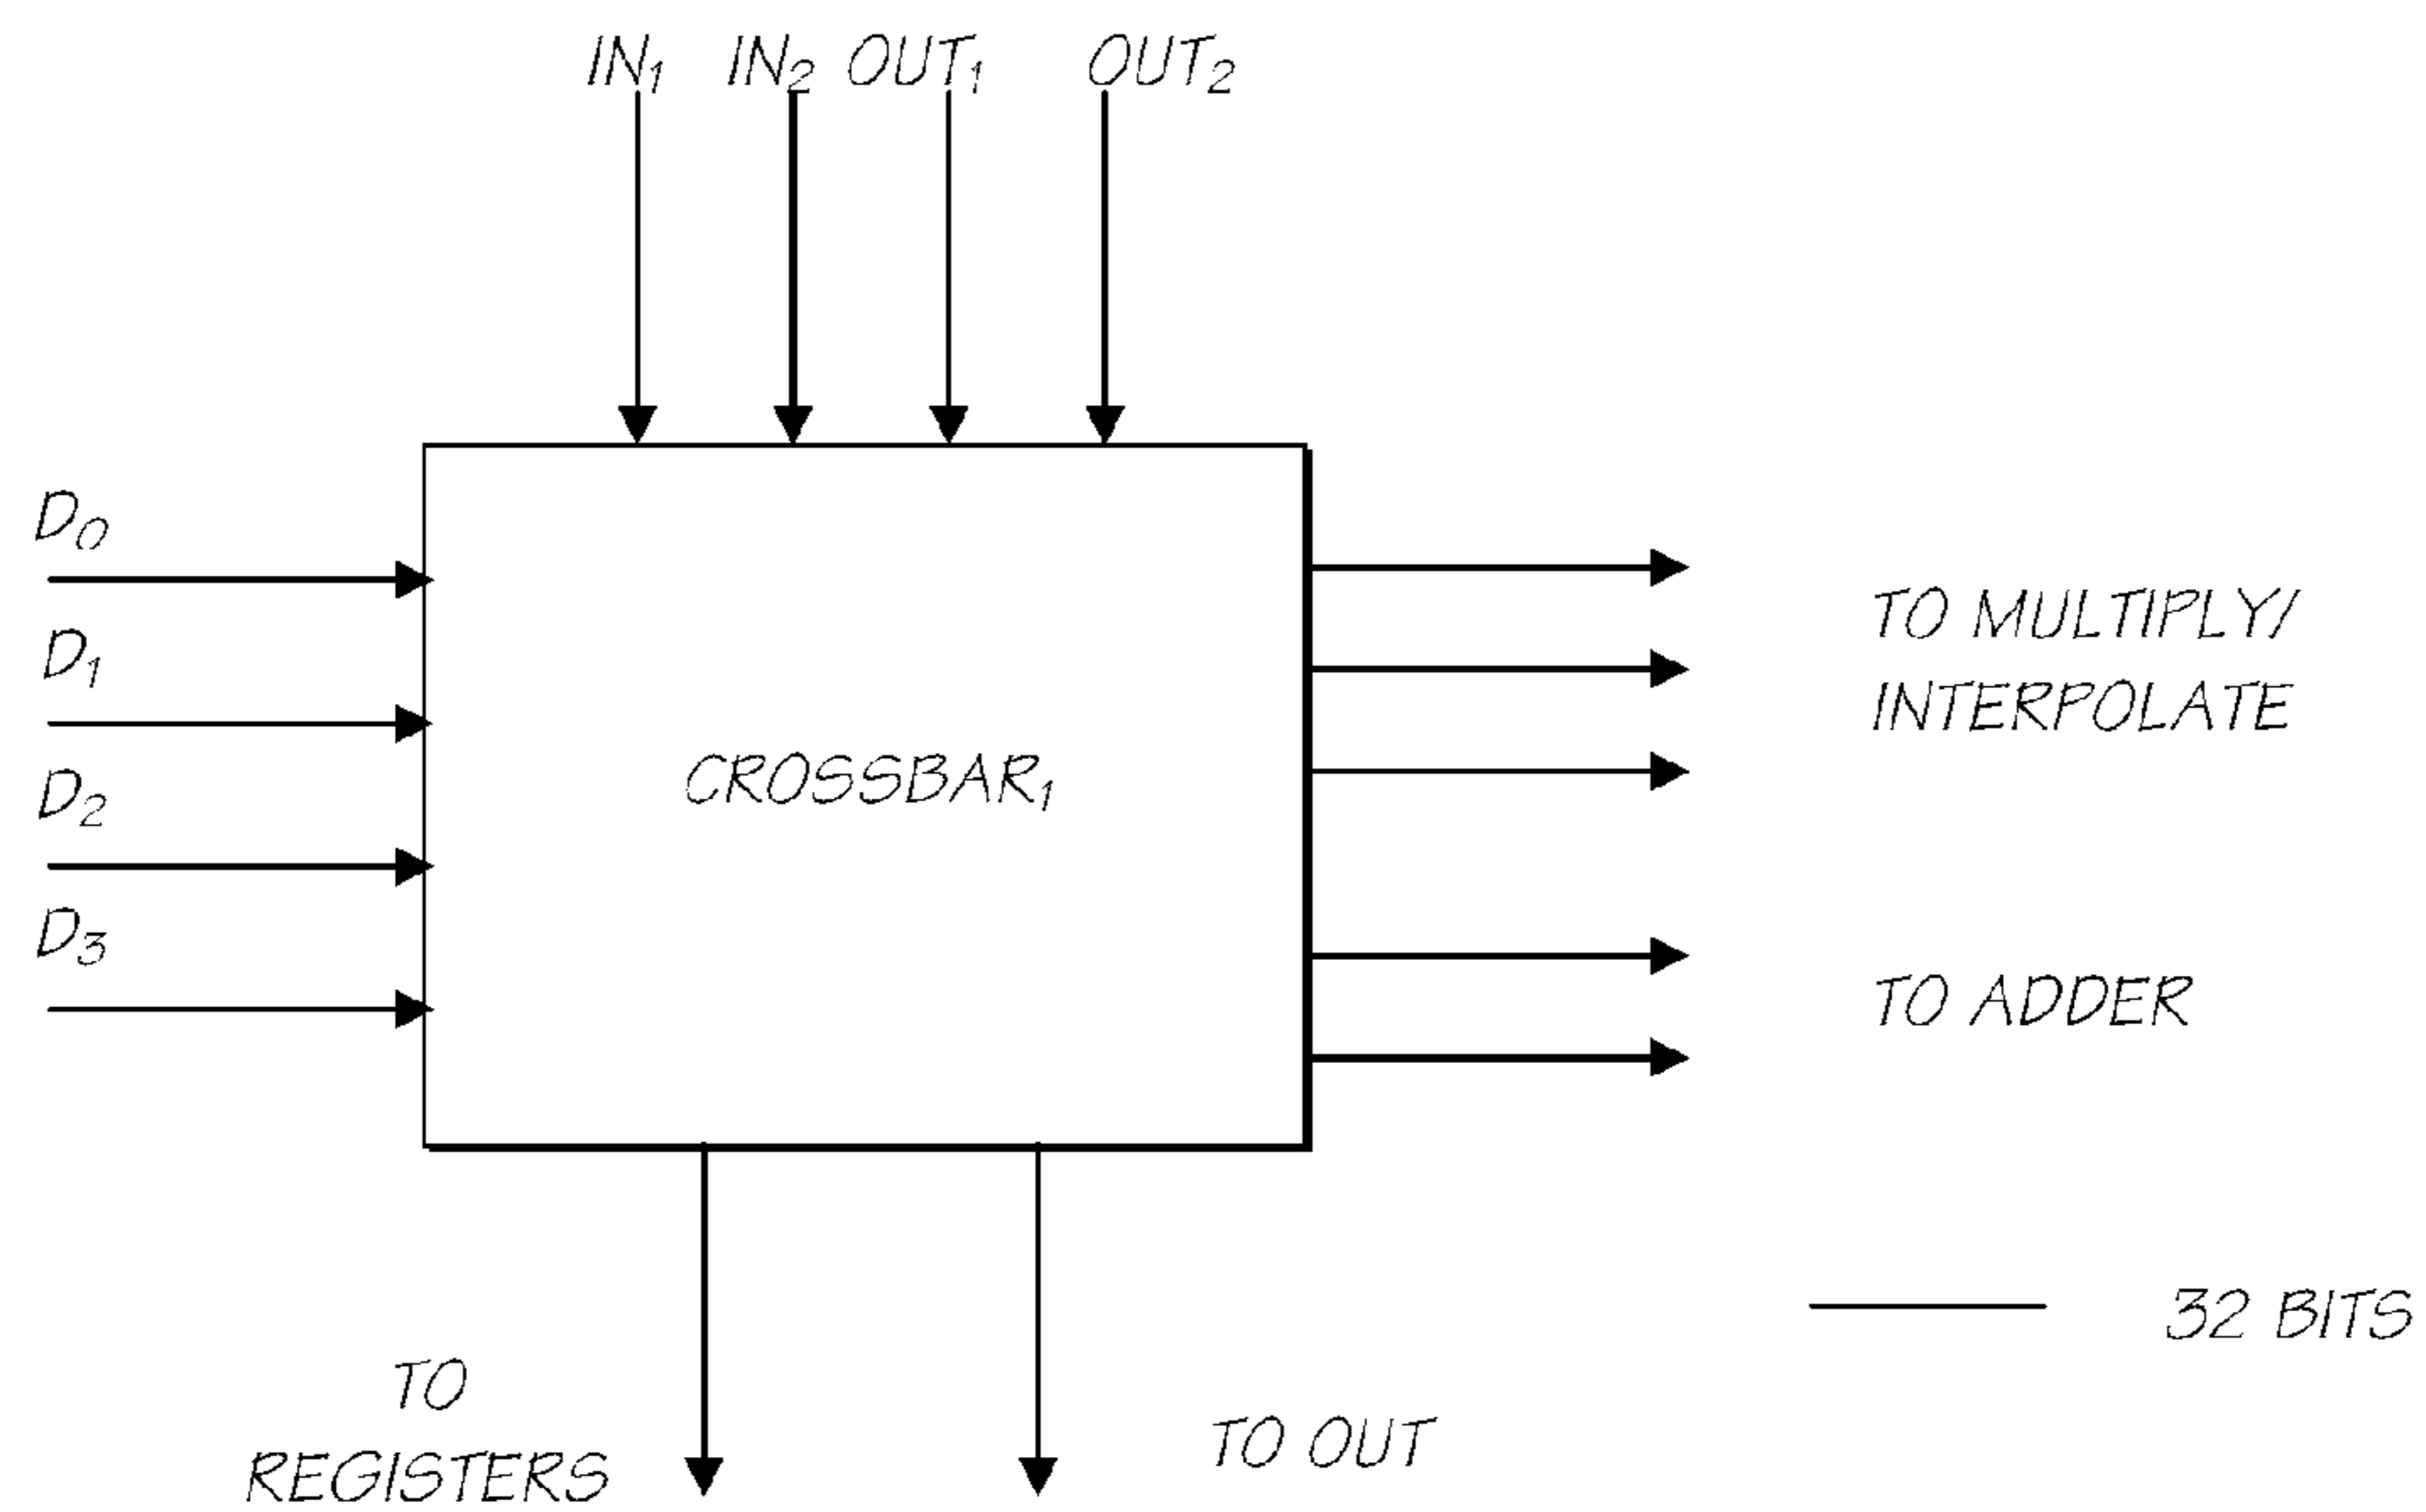 IN₁ IN₂ OUT₁ OUT₂
D₀
D₁
D₂
D₃
CROSSBAR₁
TO MULTIPLY/
INTERPOLATE
TO ADDER
32 BITS
TO
REGISTERS
TO OUT